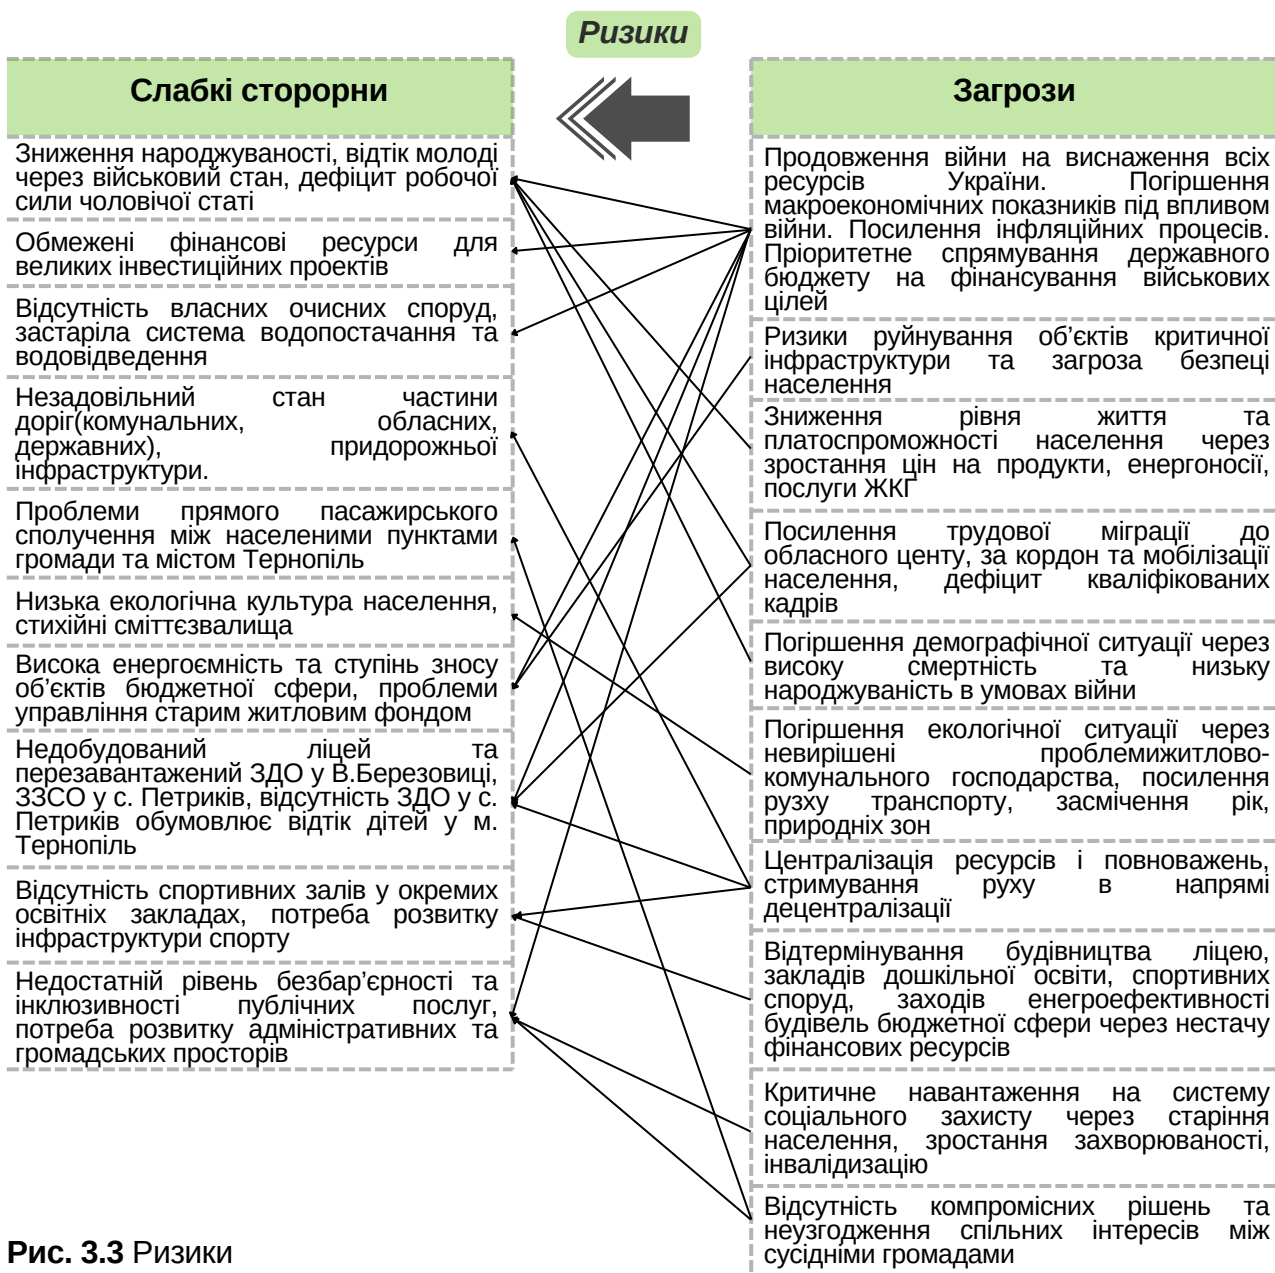 Ризики
Слабкі сторорни
Зниження народжуваності, відтік молоді
через військовий стан, дефіцит робочої
сили чоловічої статі
Обмежені фінансові ресурси для
великих інвестиційних проектів
Відсутність власних очисних споруд,
застаріла система водопостачання та
водовідведення
Незадовільний стан частини
доріг(комунальних, обласних,
державних), придорожньої
інфраструктури.
Проблеми прямого пасажирського
сполучення між населеними пунктами
громади та містом Тернопіль
Низька екологічна культура населення,
стихійні сміттєзвалища
Висока енергоємність та ступінь зносу
об’єктів бюджетної сфери, проблеми
управління старим житловим фондом
Недобудований ліцей та
перезавантажений ЗДО у В.Березовиці,
ЗЗСО у с. Петриків, відсутність ЗДО у с.
Петриків обумовлює відтік дітей у м.
Тернопіль
Відсутність спортивних залів у окремих
освітніх закладах, потреба розвитку
інфраструктури спорту
Недостатній рівень безбар’єрності та
інклюзивності публічних послуг,
потреба розвитку адміністративних та
громадських просторів
Загрози
Продовження війни на виснаження всіх
ресурсів України. Погіршення
макроекономічних показників під впливом
війни. Посилення інфляційних процесів.
Пріоритетне спрямування державного
бюджету на фінансування військових
цілей
Ризики руйнування об’єктів критичної
інфраструктури та загроза безпеці
населення
Зниження рівня життя та
платоспроможності населення через
зростання цін на продукти, енергоносії,
послуги ЖКГ
Посилення трудової міграції до
обласного центу, за кордон та мобілізації
населення, дефіцит кваліфікованих
кадрів
Погіршення демографічної ситуації через
високу смертність та низьку
народжуваність в умовах війни
Погіршення екологічної ситуації через
невирішені проблемижитлово-
комунального господарства, посилення
рузху транспорту, засмічення рік,
природніх зон
Централізація ресурсів і повноважень,
стримування руху в напрямі
децентралізації
Відтермінування будівництва ліцею,
закладів дошкільної освіти, спортивних
споруд, заходів енегроефективності
будівель бюджетної сфери через нестачу
фінансових ресурсів
Критичне навантаження на систему
соціального захисту через старіння
населення, зростання захворюваності,
інвалідизацію
Відсутність компромісних рішень та
неузгодження спільних інтересів між
сусідніми громадами
Рис. 3.3 Ризики